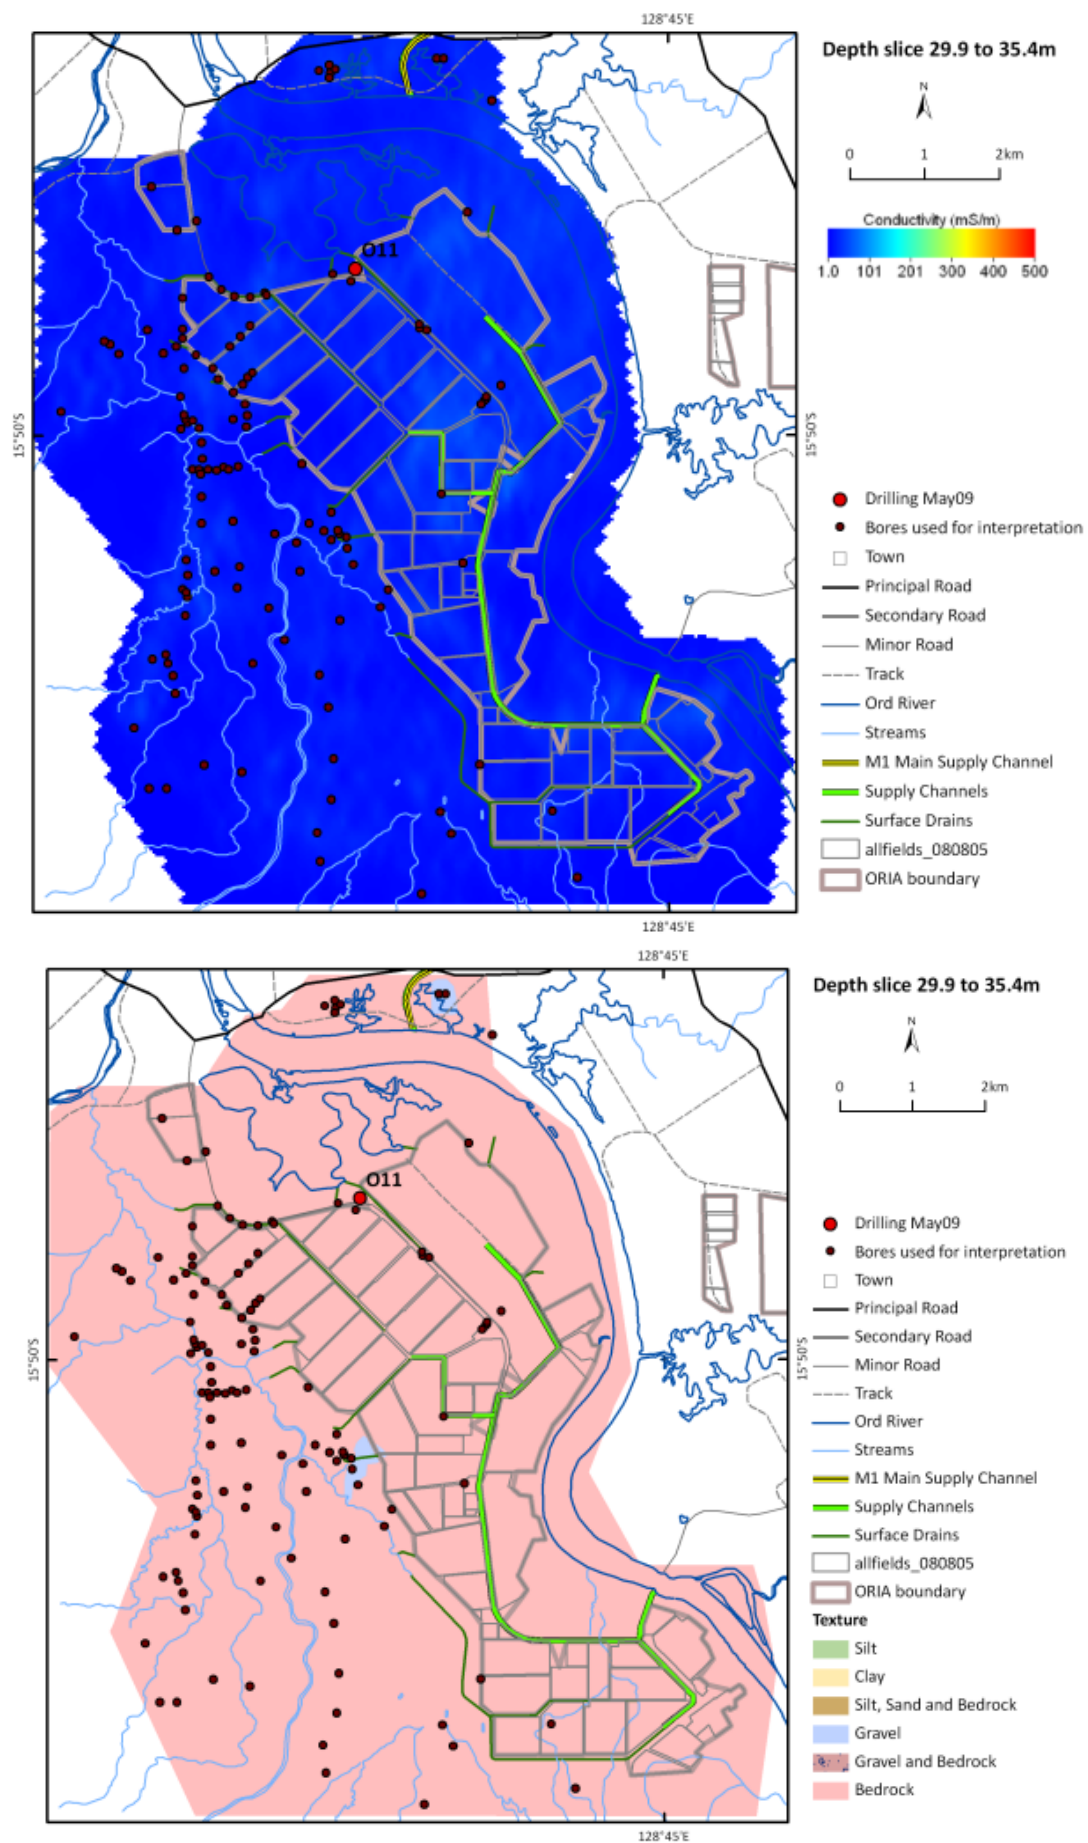 128°45'E
Depth slice 29.9 to 35.4m
N
0 1 2km
Conductivity (mS/m)
1.0 101 201 300 400 500
O11
15°50'S
15°50'S
Drilling May09
Bores used for interpretation
Town
Principal Road
Secondary Road
Minor Road
Track
Ord River
Streams
M1 Main Supply Channel
Supply Channels
Surface Drains
allfields_080805
ORIA boundary
128°45'E
128°45'E
Depth slice 29.9 to 35.4m
N
0 1 2km
O11
15°50'S
15°50'S
Drilling May09
Bores used for interpretation
Town
Principal Road
Secondary Road
Minor Road
Track
Ord River
Streams
M1 Main Supply Channel
Supply Channels
Surface Drains
allfields_080805
ORIA boundary
Texture
Silt
Clay
Silt, Sand and Bedrock
Gravel
Gravel and Bedrock
Bedrock
128°45'E